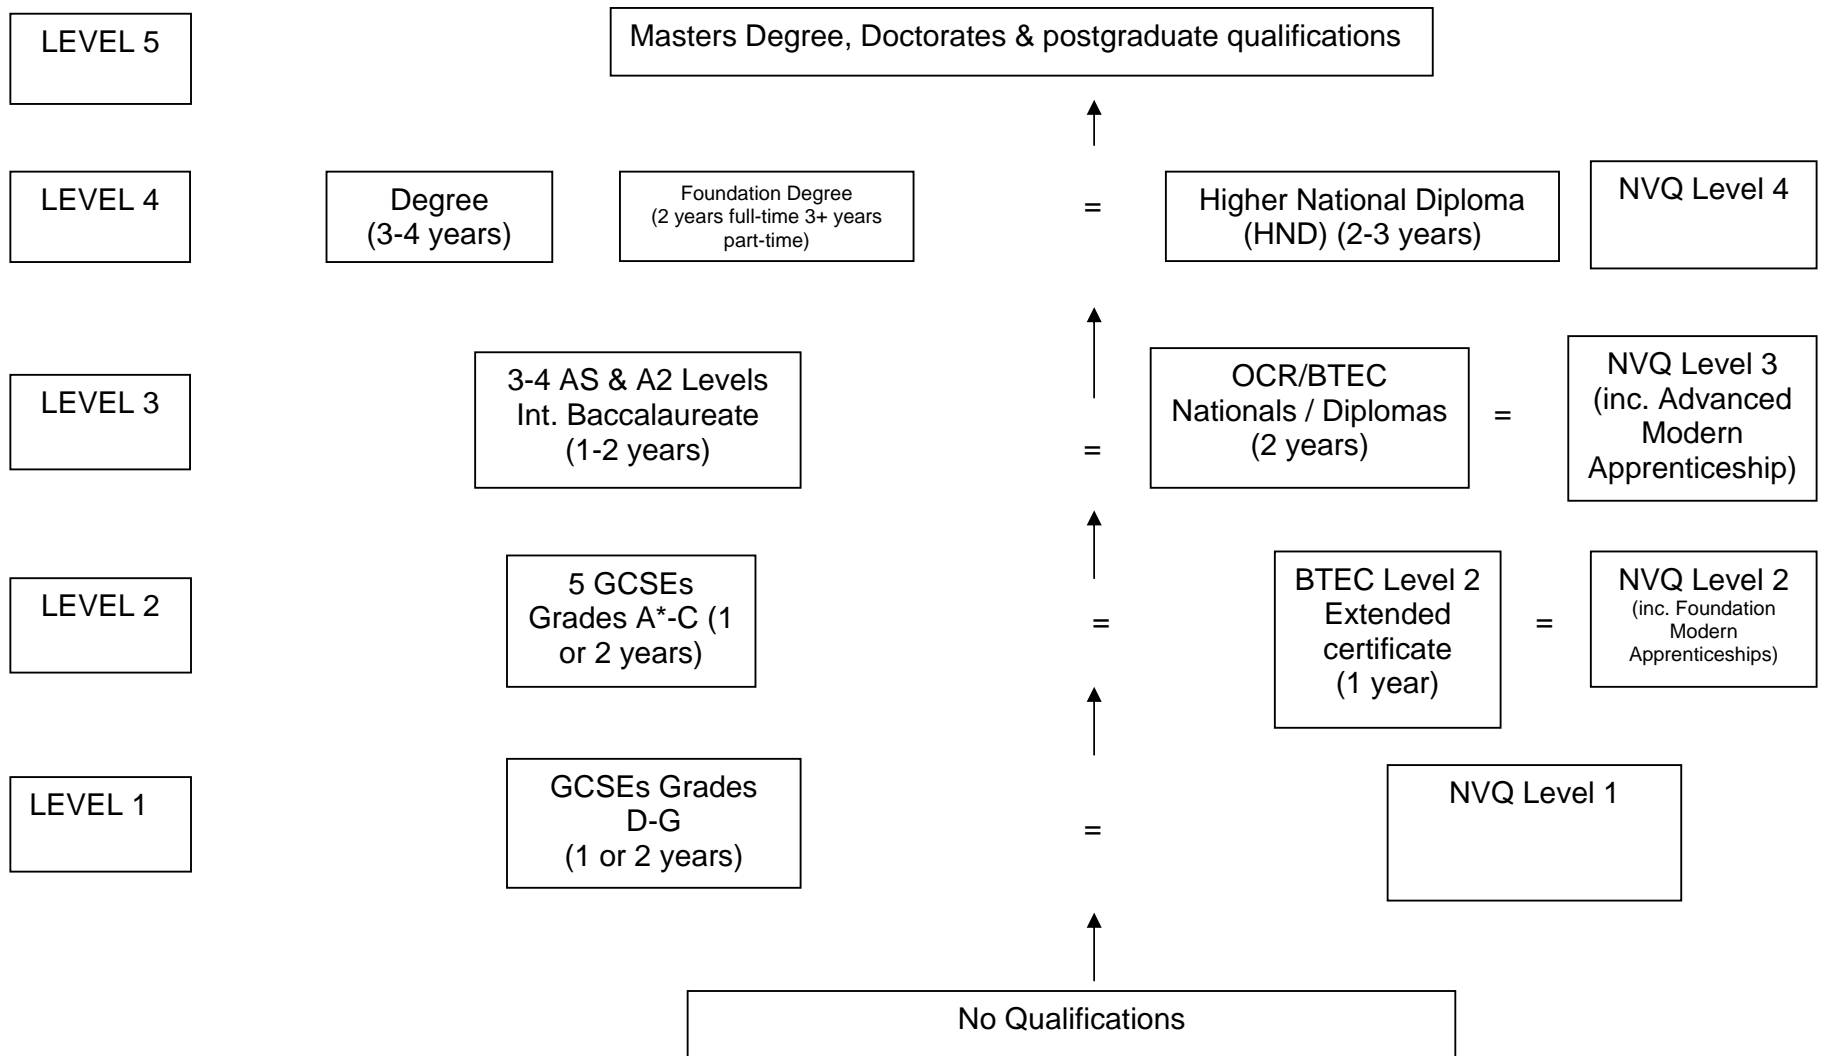 LEVEL 5
Masters Degree, Doctorates & postgraduate qualifications
LEVEL 4
Degree
(3-4 years)
Foundation Degree
(2 years full-time 3+ years
part-time)
=
Higher National Diploma
(HND) (2-3 years)
NVQ Level 4
LEVEL 3
3-4 AS & A2 Levels
Int. Baccalaureate
(1-2 years)
=
OCR/BTEC
Nationals / Diplomas
(2 years)
=
NVQ Level 3
(inc. Advanced
Modern
Apprenticeship)
LEVEL 2
5 GCSEs
Grades A*-C (1
or 2 years)
=
BTEC Level 2
Extended
certificate
(1 year)
=
NVQ Level 2
(inc. Foundation
Modern
Apprenticeships)
LEVEL 1
GCSEs Grades
D-G
(1 or 2 years)
=
NVQ Level 1
No Qualifications